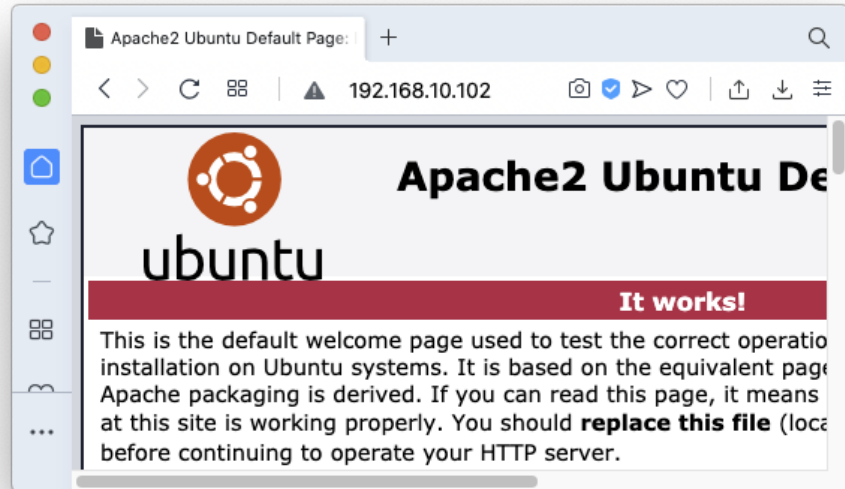 Apache2 Ubuntu Default Page:
192.168.10.102
Apache2 Ubuntu De
ubuntu
It works!
This is the default welcome page used to test the correct operatio
installation on Ubuntu systems. It is based on the equivalent page
Apache packaging is derived. If you can read this page, it means
at this site is working properly. You should replace this file (loca
before continuing to operate your HTTP server.